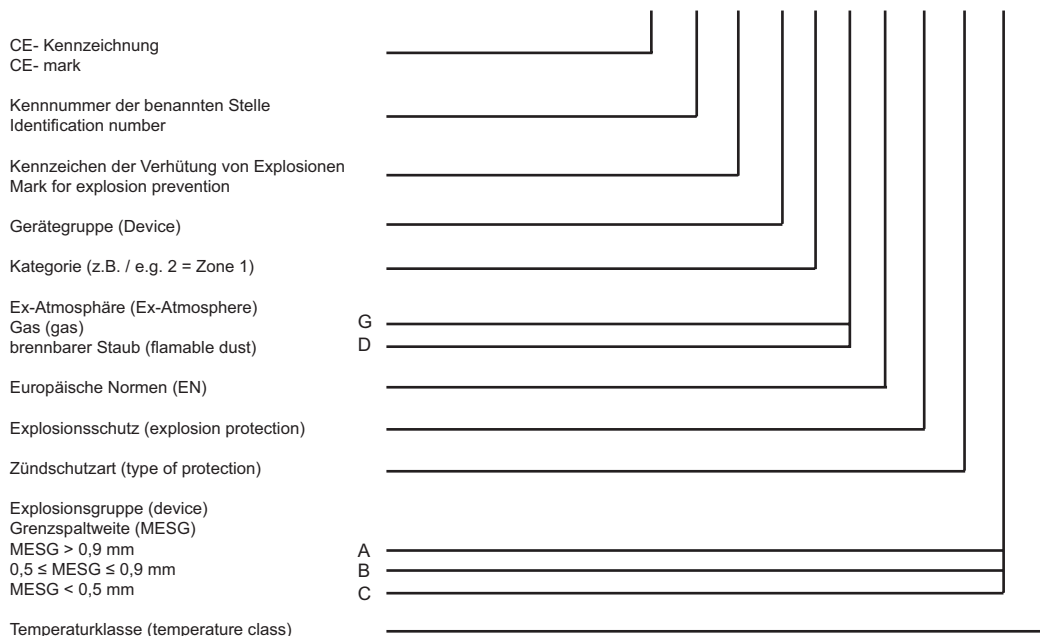 CE- Kennzeichnung
CE- mark
Kennnummer der benannten Stelle
Identification number
Kennzeichen der Verhütung von Explosionen
Mark for explosion prevention
Gerätegruppe (Device)
Kategorie (z.B. / e.g. 2 = Zone 1)
Ex-Atmosphäre (Ex-Atmosphere)
Gas (gas) G
brennbarer Staub (flamable dust) D
Europäische Normen (EN)
Explosionsschutz (explosion protection)
Zündschutzart (type of protection)
Explosionsgruppe (device)
Grenzspaltweite (MESG)
MESG > 0,9 mm A
0,5 ≤ MESG ≤ 0,9 mm B
MESG < 0,5 mm C
Temperaturklasse (temperature class)